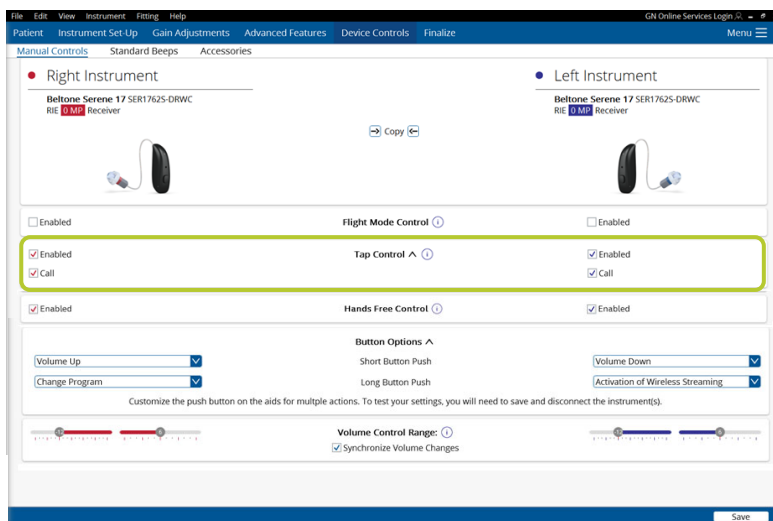 File Edit View Instrument Fitting Help GN Online Services Login
Patient Instrument Set-Up Gain Adjustments Advanced Features Device Controls Finalize Menu
Manual Controls Standard Beeps Accessories
Right Instrument Left Instrument
Beltone Serene 17 SER1762S-DRWC Beltone Serene 17 SER1762S-DRWC
RIE 0 MP Receiver RIE 0 MP Receiver
Copy
Enabled Flight Mode Control Enabled
Enabled Tap Control Enabled
Call Call
Enabled Hands Free Control Enabled
Button Options
Volume Up Short Button Push Volume Down
Change Program Long Button Push Activation of Wireless Streaming
Customize the push button on the aids for multple actions. To test your settings, you will need to save and disconnect the instrument(s).
Volume Control Range:
Synchronize Volume Changes
Save